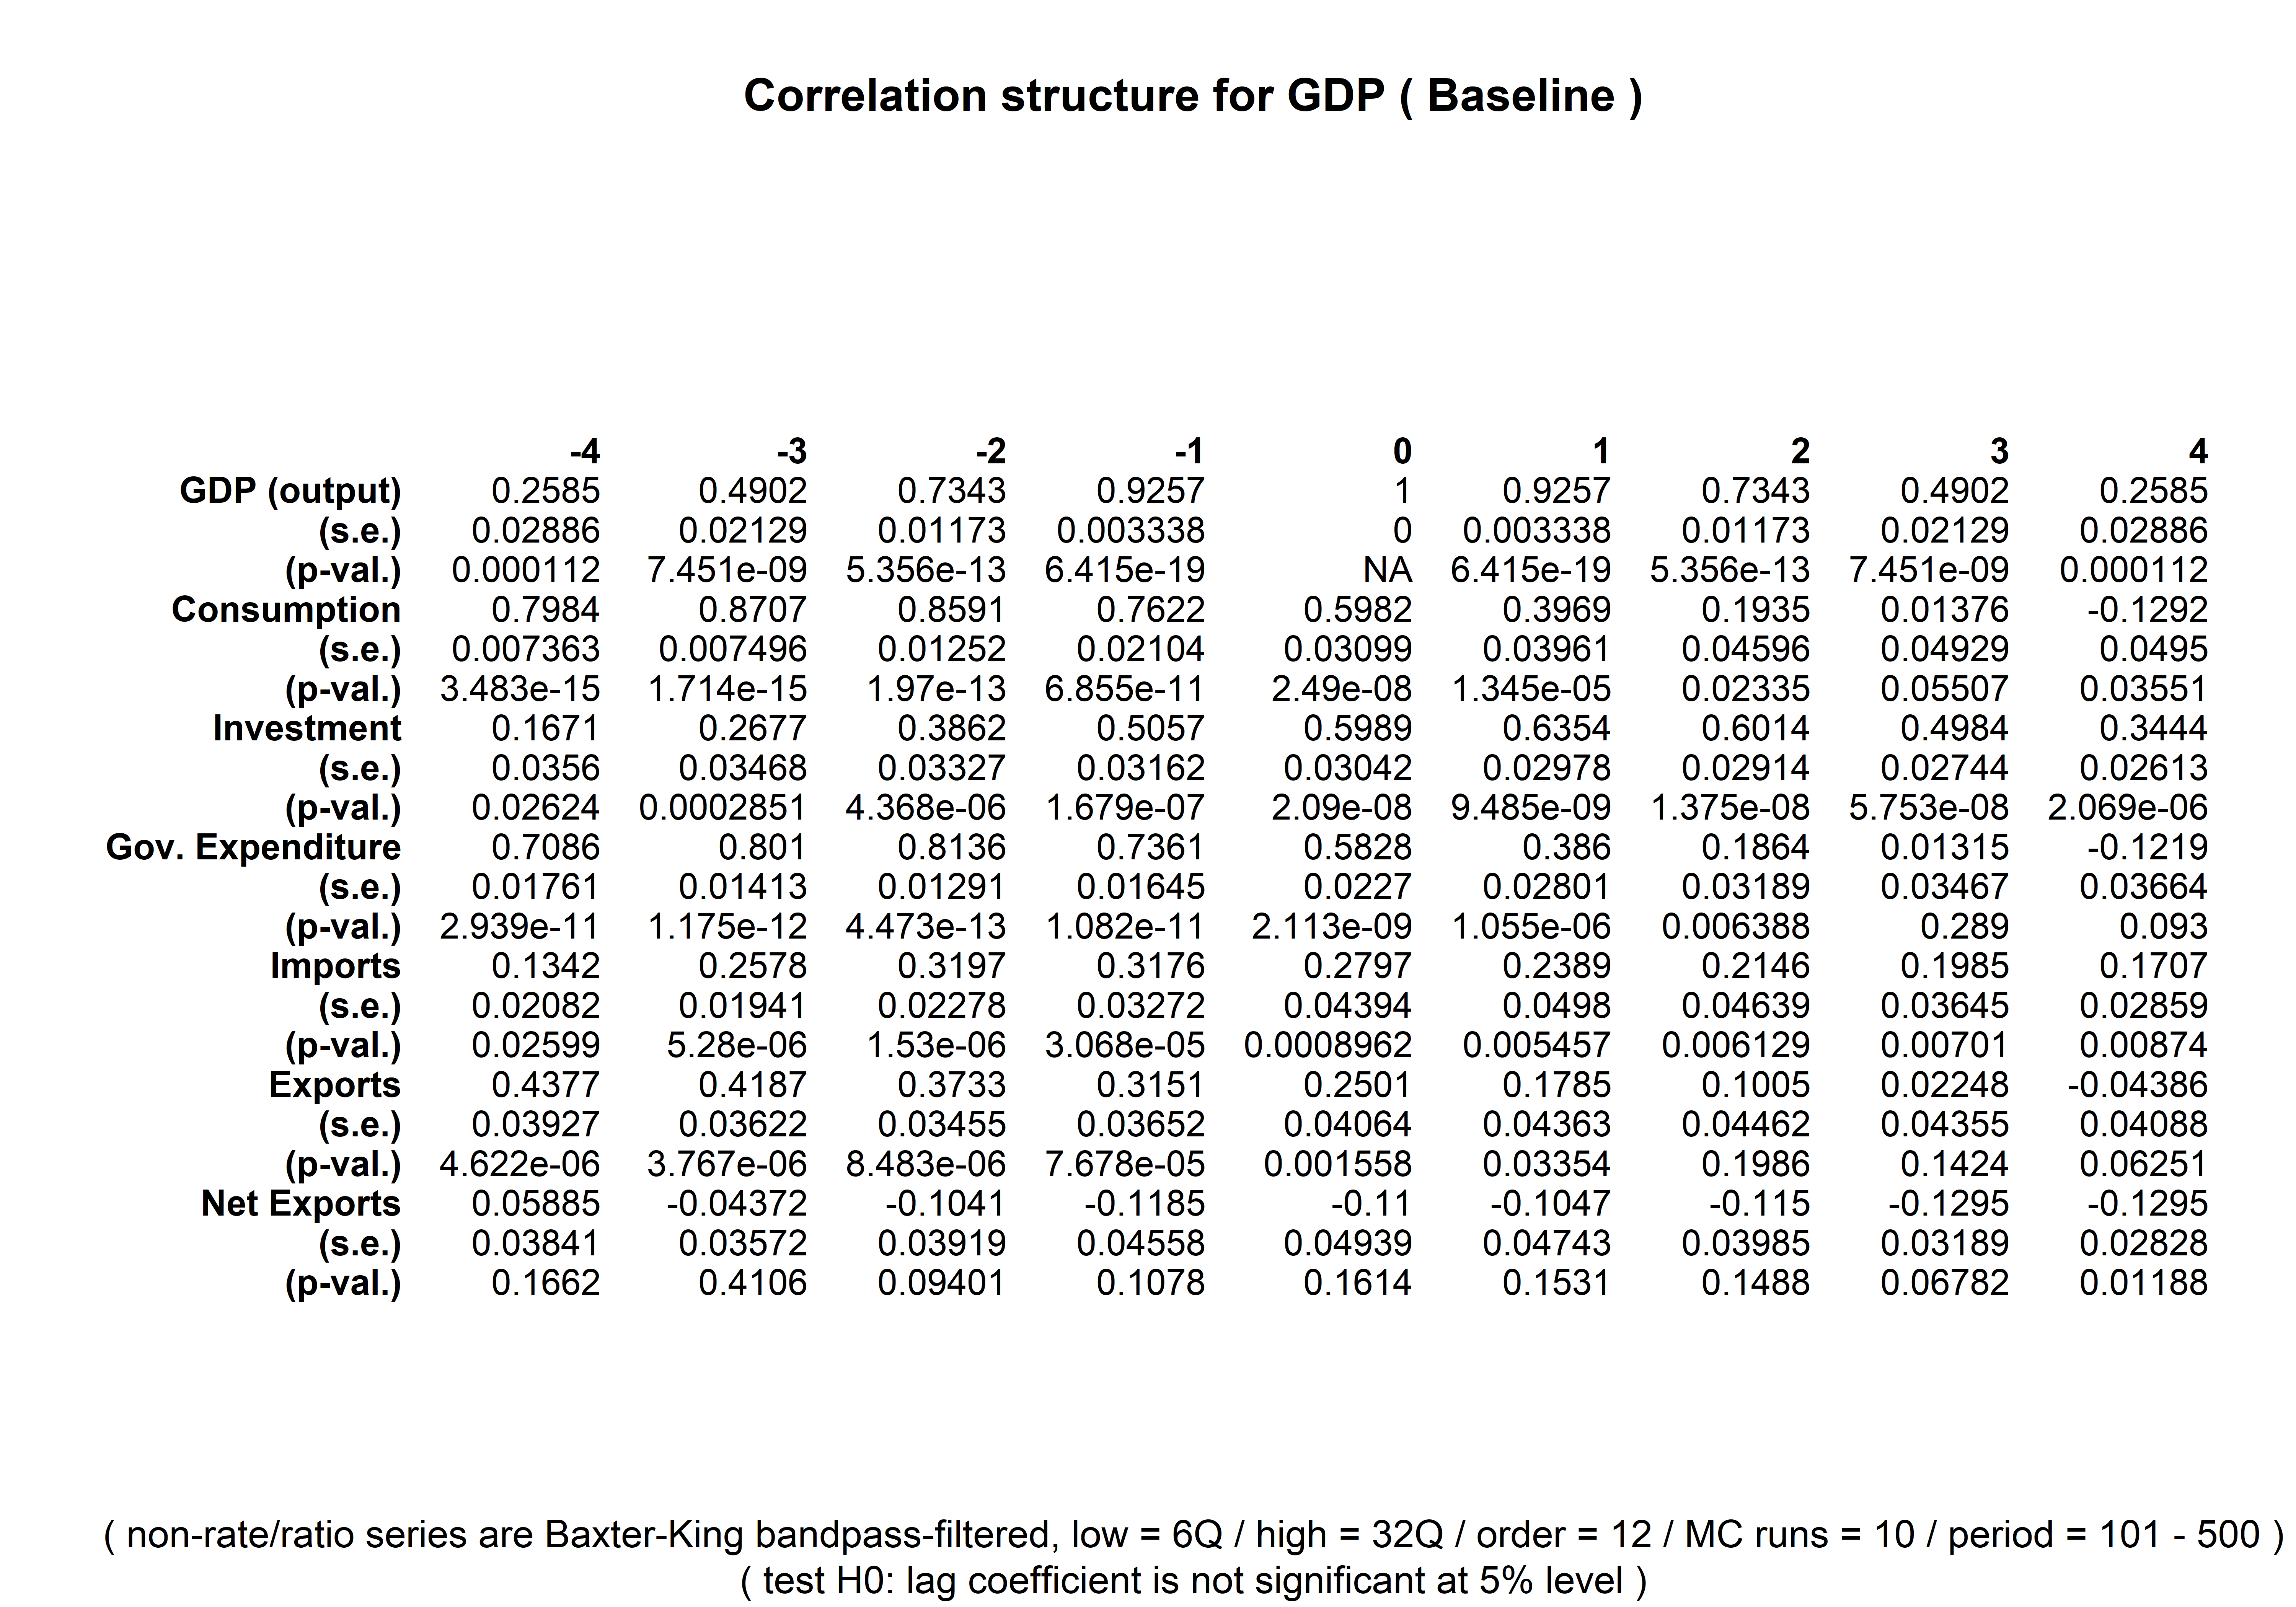 Correlation structure for GDP ( Baseline )
-4 -3 -2 -1 0 1 2 3 4
GDP (output) 0.2585 0.4902 0.7343 0.9257 1 0.9257 0.7343 0.4902 0.2585
(s.e.) 0.02886 0.02129 0.01173 0.003338 0 0.003338 0.01173 0.02129 0.02886
(p-val.) 0.000112 7.451e-09 5.356e-13 6.415e-19 NA 6.415e-19 5.356e-13 7.451e-09 0.000112
Consumption 0.7984 0.8707 0.8591 0.7622 0.5982 0.3969 0.1935 0.01376 -0.1292
(s.e.) 0.007363 0.007496 0.01252 0.02104 0.03099 0.03961 0.04596 0.04929 0.0495
(p-val.) 3.483e-15 1.714e-15 1.97e-13 6.855e-11 2.49e-08 1.345e-05 0.02335 0.05507 0.03551
Investment 0.1671 0.2677 0.3862 0.5057 0.5989 0.6354 0.6014 0.4984 0.3444
(s.e.) 0.0356 0.03468 0.03327 0.03162 0.03042 0.02978 0.02914 0.02744 0.02613
(p-val.) 0.02624 0.0002851 4.368e-06 1.679e-07 2.09e-08 9.485e-09 1.375e-08 5.753e-08 2.069e-06
Gov. Expenditure 0.7086 0.801 0.8136 0.7361 0.5828 0.386 0.1864 0.01315 -0.1219
(s.e.) 0.01761 0.01413 0.01291 0.01645 0.0227 0.02801 0.03189 0.03467 0.03664
(p-val.) 2.939e-11 1.175e-12 4.473e-13 1.082e-11 2.113e-09 1.055e-06 0.006388 0.289 0.093
Imports 0.1342 0.2578 0.3197 0.3176 0.2797 0.2389 0.2146 0.1985 0.1707
(s.e.) 0.02082 0.01941 0.02278 0.03272 0.04394 0.0498 0.04639 0.03645 0.02859
(p-val.) 0.02599 5.28e-06 1.53e-06 3.068e-05 0.0008962 0.005457 0.006129 0.00701 0.00874
Exports 0.4377 0.4187 0.3733 0.3151 0.2501 0.1785 0.1005 0.02248 -0.04386
(s.e.) 0.03927 0.03622 0.03455 0.03652 0.04064 0.04363 0.04462 0.04355 0.04088
(p-val.) 4.622e-06 3.767e-06 8.483e-06 7.678e-05 0.001558 0.03354 0.1986 0.1424 0.06251
Net Exports 0.05885 -0.04372 -0.1041 -0.1185 -0.11 -0.1047 -0.115 -0.1295 -0.1295
(s.e.) 0.03841 0.03572 0.03919 0.04558 0.04939 0.04743 0.03985 0.03189 0.02828
(p-val.) 0.1662 0.4106 0.09401 0.1078 0.1614 0.1531 0.1488 0.06782 0.01188
( non-rate/ratio series are Baxter-King bandpass-filtered, low = 6Q / high = 32Q / order = 12 / MC runs = 10 / period = 101 - 500 )
( test H0: lag coefficient is not significant at 5% level )